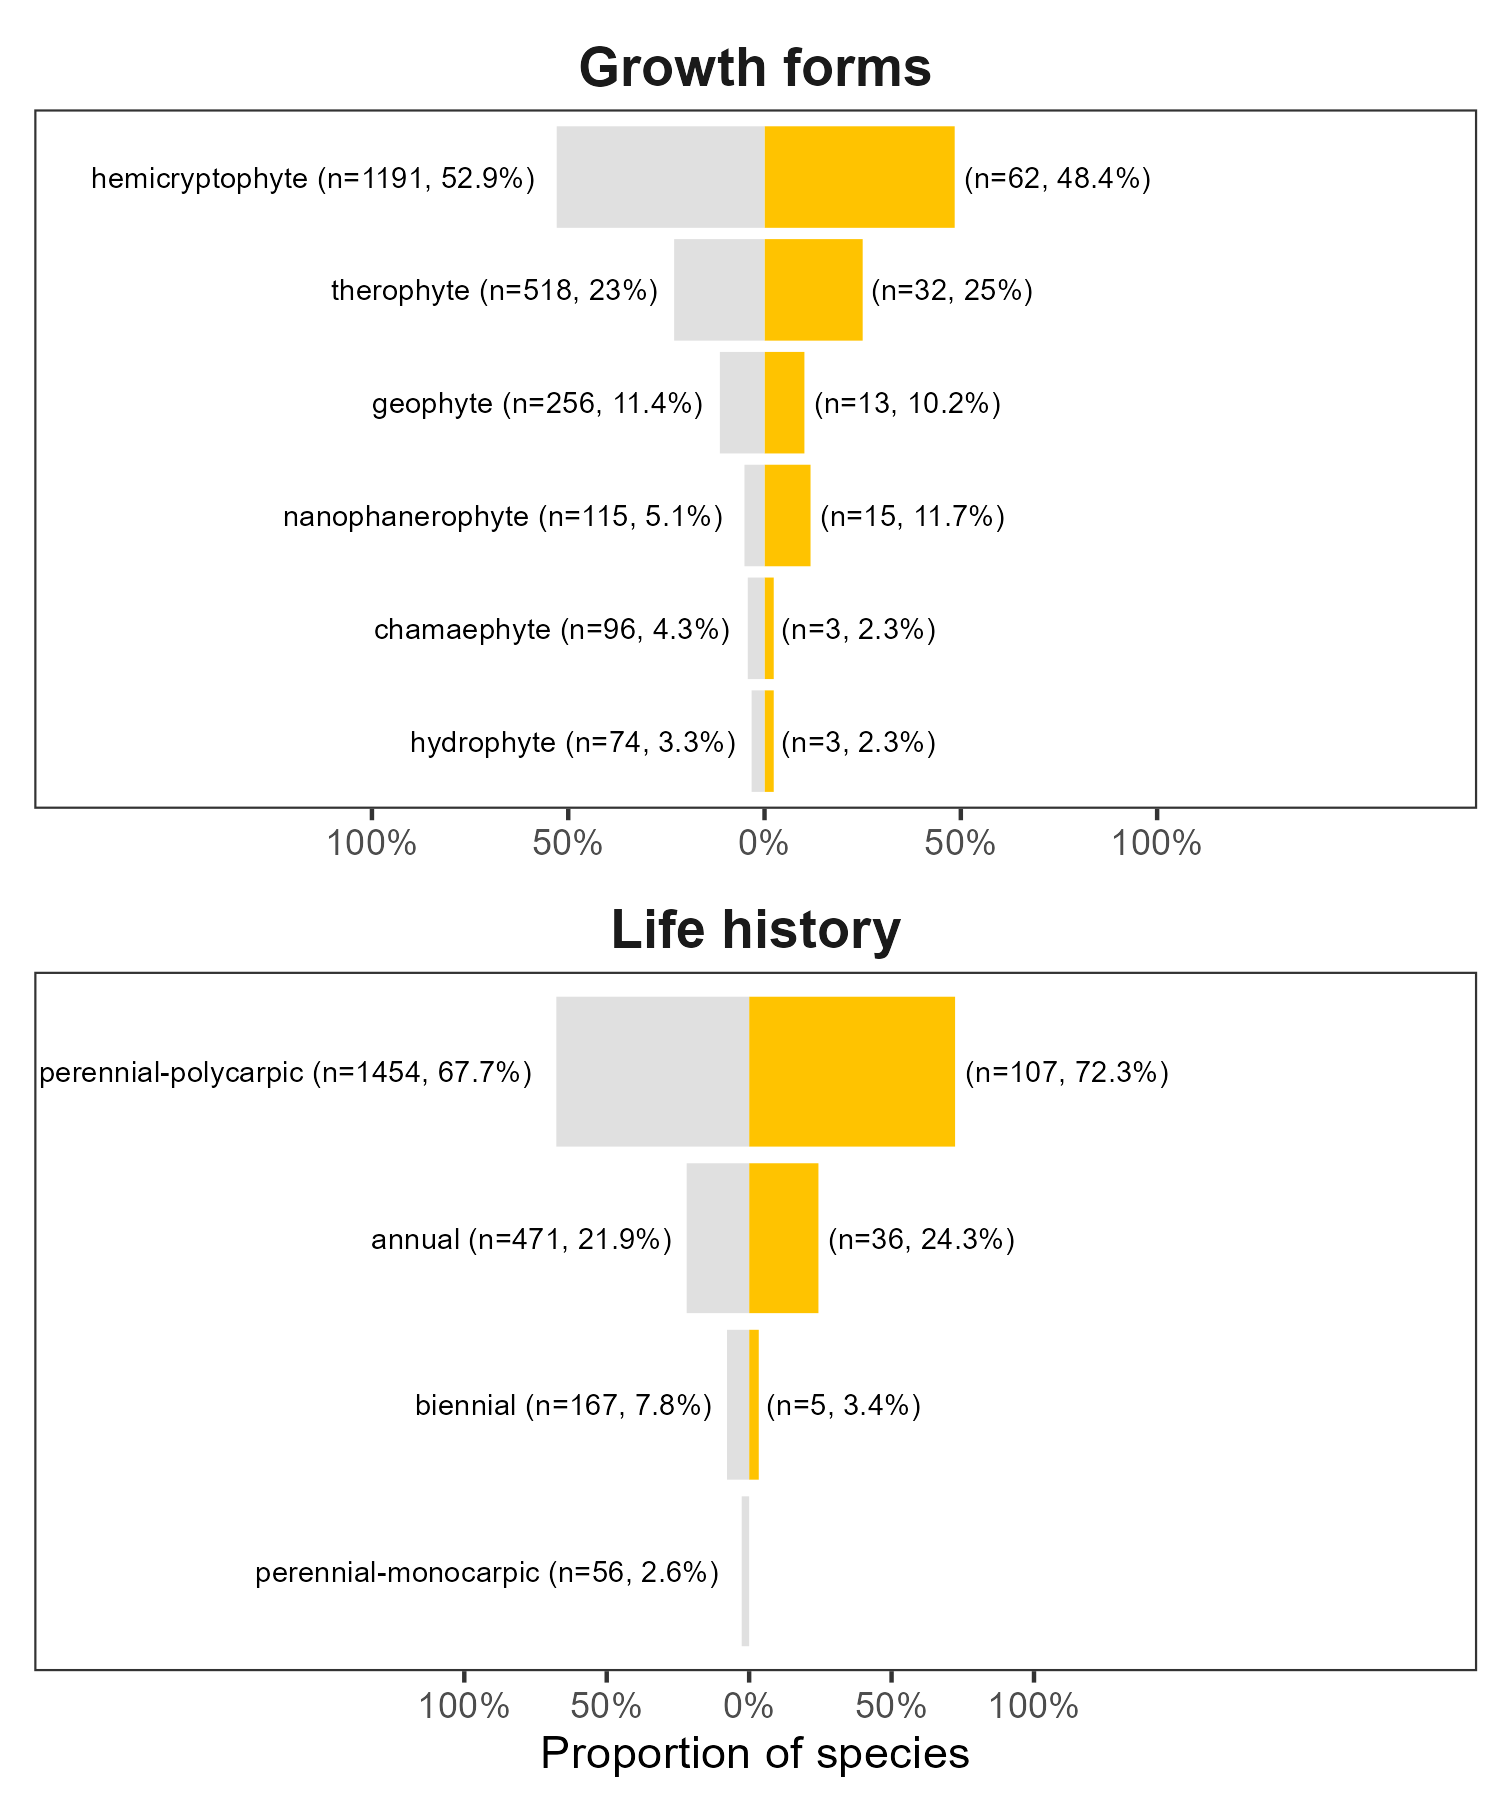 Growth forms
hemicryptophyte (n=1191, 52.9%) (n=62, 48.4%)
therophyte (n=518, 23%) (n=32, 25%)
geophyte (n=256, 11.4%) (n=13, 10.2%)
nanophanerophyte (n=115, 5.1%) (n=15, 11.7%)
chamaephyte (n=96, 4.3%) (n=3, 2.3%)
hydrophyte (n=74, 3.3%) (n=3, 2.3%)
100% 50% 0% 50% 100%
Life history
perennial-polycarpic (n=1454, 67.7%) (n=107, 72.3%)
annual (n=471, 21.9%) (n=36, 24.3%)
biennial (n=167, 7.8%) (n=5, 3.4%)
perennial-monocarpic (n=56, 2.6%)
100% 50% 0% 50% 100%
Proportion of species